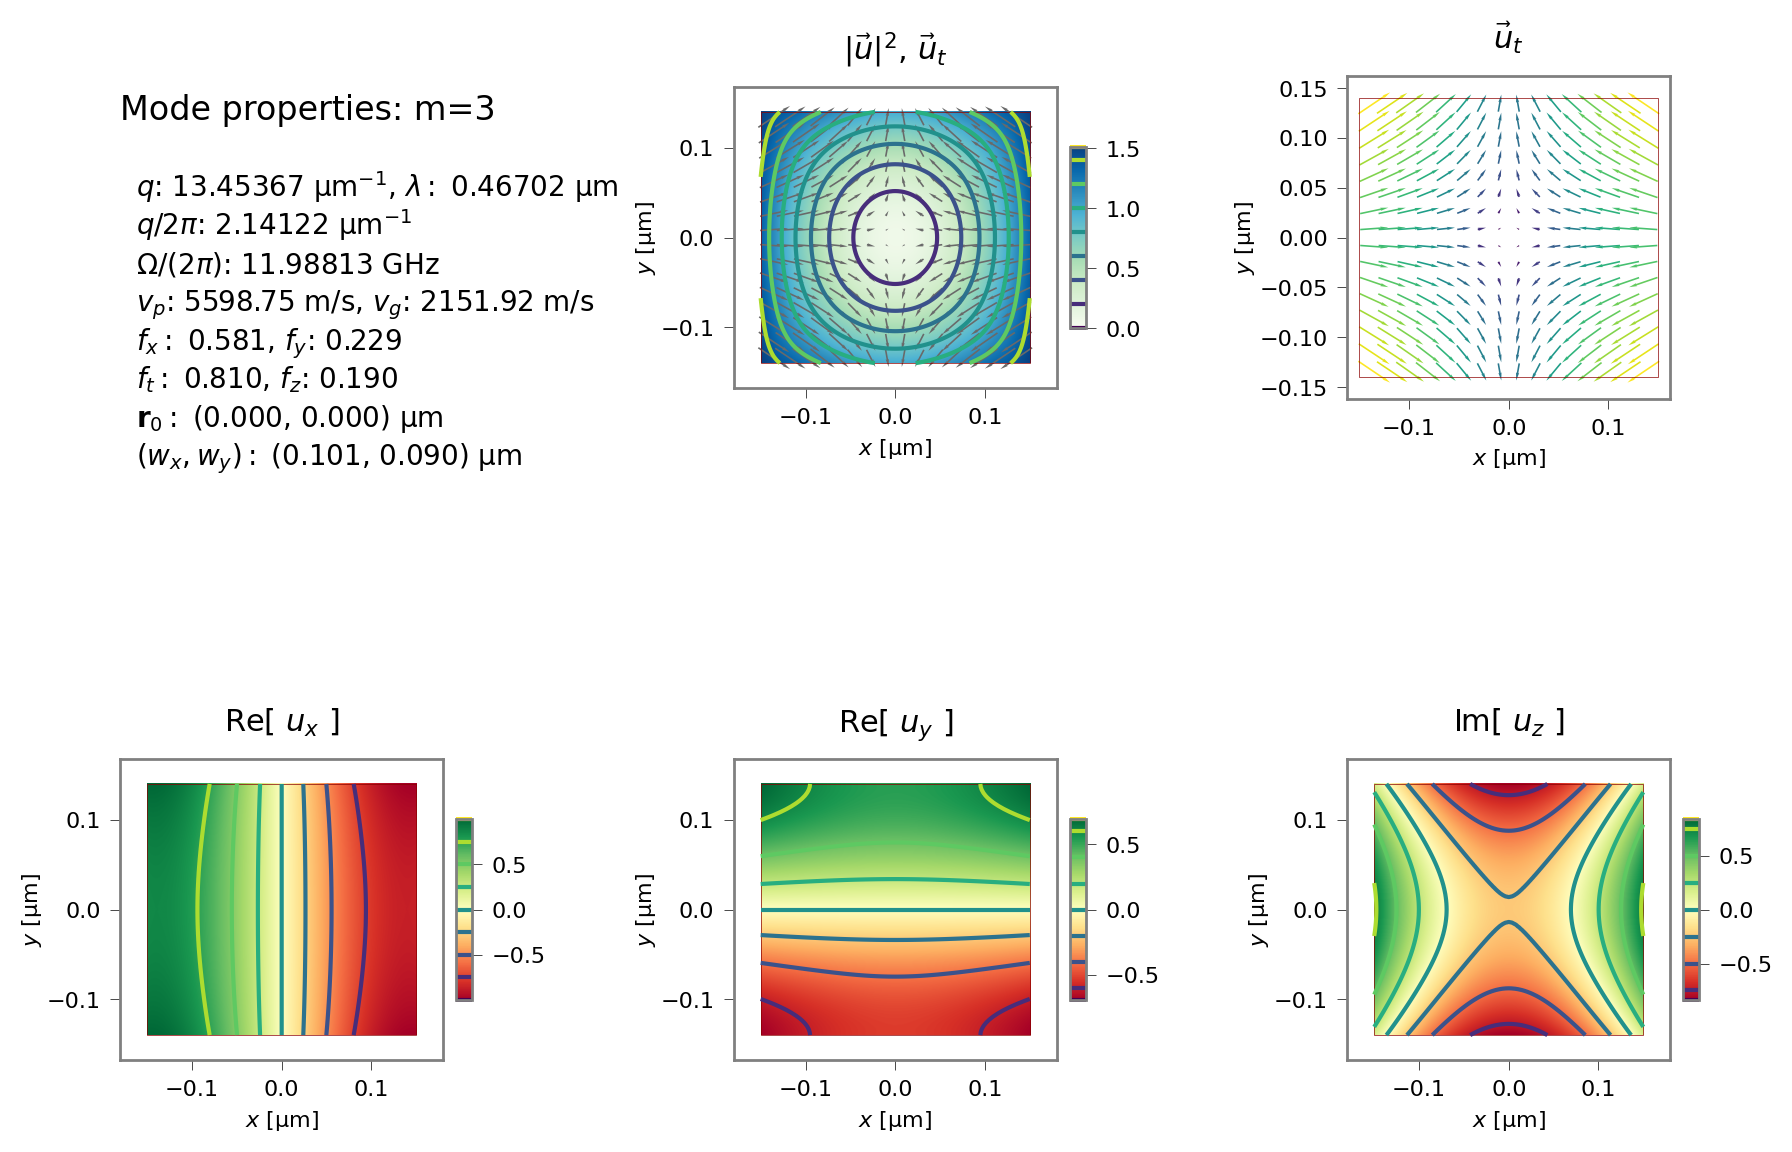 Mode properties: m=3
q: 13.45367 μm⁻¹, λ: 0.46702 μm
q/2π: 2.14122 μm⁻¹
Ω/(2π): 11.98813 GHz
v_p: 5598.75 m/s, v_g: 2151.92 m/s
f_x: 0.581, f_y: 0.229
f_t: 0.810, f_z: 0.190
r₀: (0.000, 0.000) μm
(w_x, w_y): (0.101, 0.090) μm
|u⃗|², u⃗_t
0.1
0.0
−0.1
y [μm]
−0.1 0.0 0.1
x [μm]
1.5
1.0
0.5
0.0
u⃗_t
0.15
0.10
0.05
0.00
−0.05
−0.10
−0.15
y [μm]
−0.1 0.0 0.1
x [μm]
Re[ u_x ]
0.1
0.0
−0.1
y [μm]
−0.1 0.0 0.1
x [μm]
0.5
0.0
−0.5
Re[ u_y ]
0.1
0.0
−0.1
y [μm]
−0.1 0.0 0.1
x [μm]
0.5
0.0
−0.5
Im[ u_z ]
0.1
0.0
−0.1
y [μm]
−0.1 0.0 0.1
x [μm]
0.5
0.0
−0.5